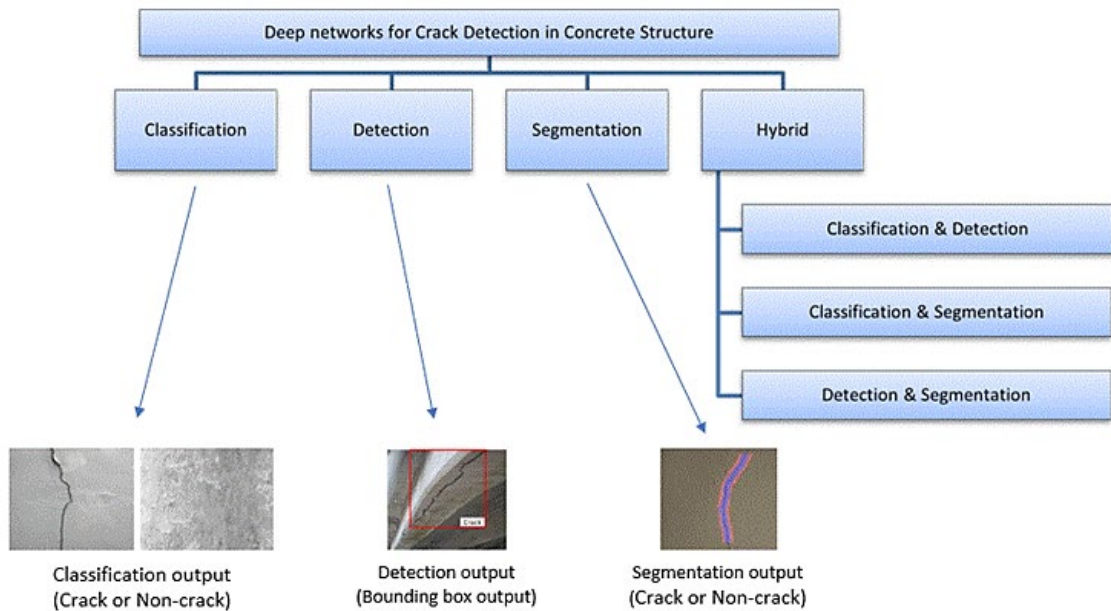 Deep networks for Crack Detection in Concrete Structure
Classification
Detection
Segmentation
Hybrid
Classification & Detection
Classification & Segmentation
Detection & Segmentation
Crack
Classification output
(Crack or Non-crack)
Detection output
(Bounding box output)
Segmentation output
(Crack or Non-crack)